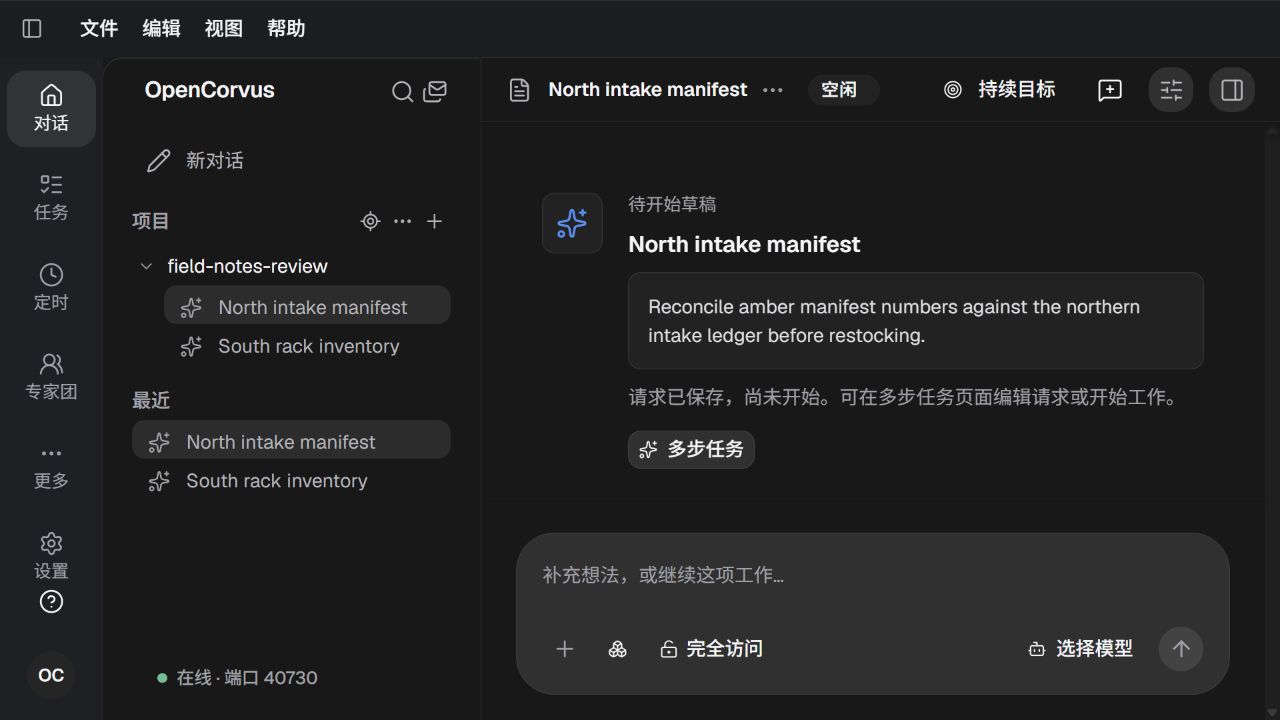 文件 编辑 视图 帮助
对话
任务
定时
专家团
更多
设置
OC
OpenCorvus
新对话
项目
field-notes-review
North intake manifest
South rack inventory
最近
North intake manifest
South rack inventory
在线 · 端口 40730
North intake manifest ··· 空闲 持续目标
待开始草稿
North intake manifest
Reconcile amber manifest numbers against the northern
intake ledger before restocking.
请求已保存，尚未开始。可在多步任务页面编辑请求或开始工作。
多步任务
补充想法，或继续这项工作…
完全访问 选择模型